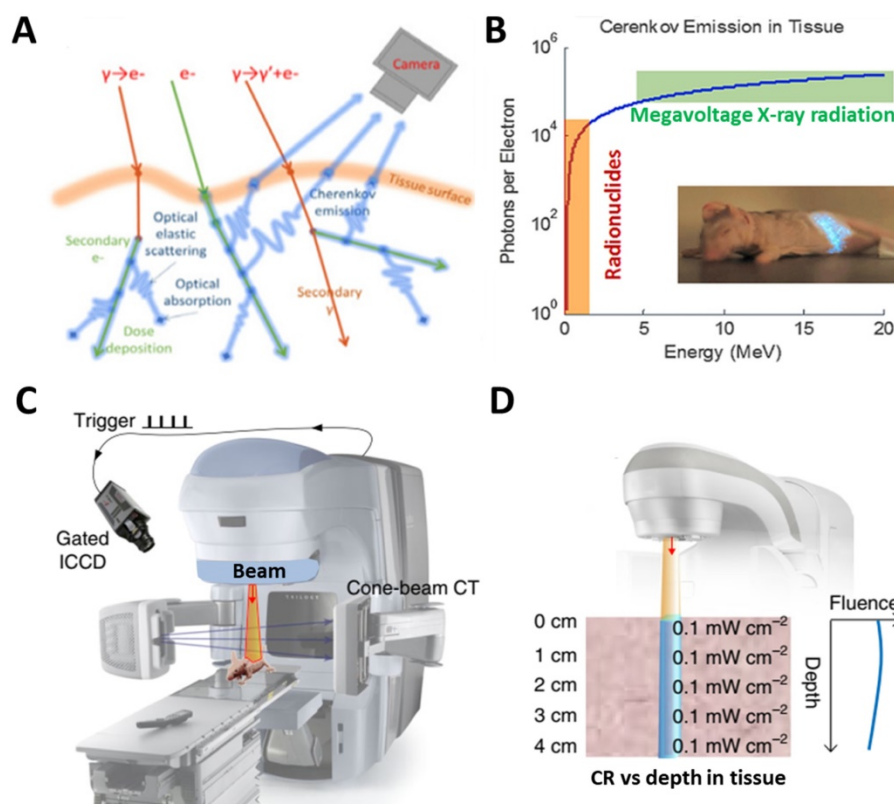 A
γ→e-
e-
γ→γ'+e-
Camera
Tissue surface
Cherenkov
emission
Optical
elastic
scattering
Secondary
e-
Optical
absorption
Secondary
γ
Dose
deposition
B
Cerenkov Emission in Tissue
Photons per Electron
10^6
10^4
10^2
10^0
Megavoltage X-ray radiation
Radionuclides
0
5
10
15
20
Energy (MeV)
C
Trigger
Gated
ICCD
Beam
Cone-beam CT
TRILOGY
D
Fluence
Depth
0 cm
0.1 mW cm⁻²
1 cm
0.1 mW cm⁻²
2 cm
0.1 mW cm⁻²
3 cm
0.1 mW cm⁻²
4 cm
0.1 mW cm⁻²
CR vs depth in tissue